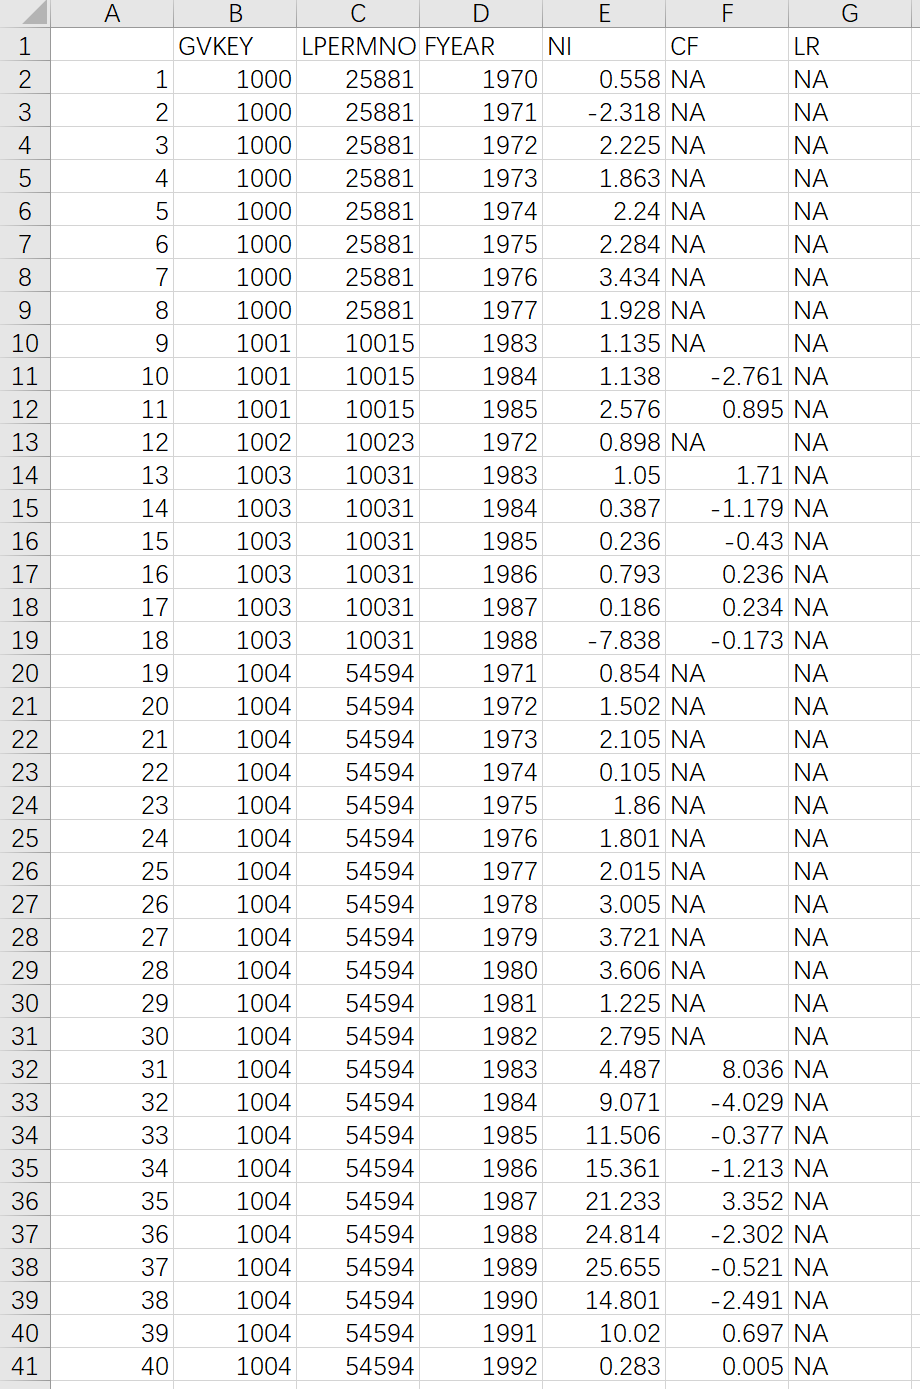 A B C D E F G
1 GVKEY LPERMNO FYEAR NI CF LR
2 1 1000 25881 1970 0.558 NA NA
3 2 1000 25881 1971 -2.318 NA NA
4 3 1000 25881 1972 2.225 NA NA
5 4 1000 25881 1973 1.863 NA NA
6 5 1000 25881 1974 2.24 NA NA
7 6 1000 25881 1975 2.284 NA NA
8 7 1000 25881 1976 3.434 NA NA
9 8 1000 25881 1977 1.928 NA NA
10 9 1001 10015 1983 1.135 NA NA
11 10 1001 10015 1984 1.138 -2.761 NA
12 11 1001 10015 1985 2.576 0.895 NA
13 12 1002 10023 1972 0.898 NA NA
14 13 1003 10031 1983 1.05 1.71 NA
15 14 1003 10031 1984 0.387 -1.179 NA
16 15 1003 10031 1985 0.236 -0.43 NA
17 16 1003 10031 1986 0.793 0.236 NA
18 17 1003 10031 1987 0.186 0.234 NA
19 18 1003 10031 1988 -7.838 -0.173 NA
20 19 1004 54594 1971 0.854 NA NA
21 20 1004 54594 1972 1.502 NA NA
22 21 1004 54594 1973 2.105 NA NA
23 22 1004 54594 1974 0.105 NA NA
24 23 1004 54594 1975 1.86 NA NA
25 24 1004 54594 1976 1.801 NA NA
26 25 1004 54594 1977 2.015 NA NA
27 26 1004 54594 1978 3.005 NA NA
28 27 1004 54594 1979 3.721 NA NA
29 28 1004 54594 1980 3.606 NA NA
30 29 1004 54594 1981 1.225 NA NA
31 30 1004 54594 1982 2.795 NA NA
32 31 1004 54594 1983 4.487 8.036 NA
33 32 1004 54594 1984 9.071 -4.029 NA
34 33 1004 54594 1985 11.506 -0.377 NA
35 34 1004 54594 1986 15.361 -1.213 NA
36 35 1004 54594 1987 21.233 3.352 NA
37 36 1004 54594 1988 24.814 -2.302 NA
38 37 1004 54594 1989 25.655 -0.521 NA
39 38 1004 54594 1990 14.801 -2.491 NA
40 39 1004 54594 1991 10.02 0.697 NA
41 40 1004 54594 1992 0.283 0.005 NA